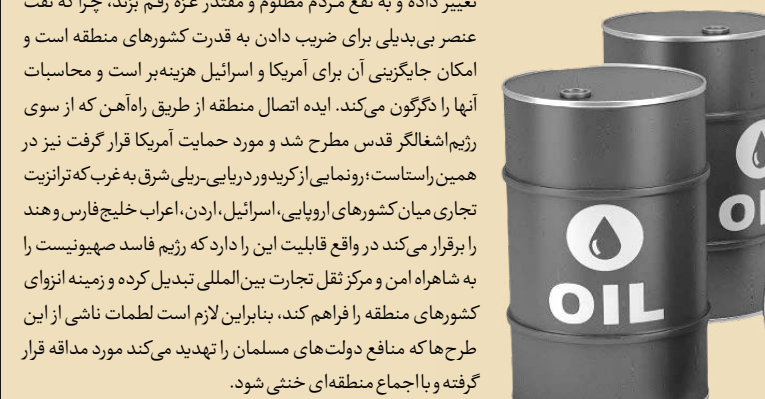 تغییر داده و به نفع مردم مظلوم و مقتدر غزه رقم بزند، چرا که نفت
عنصر بی‌بدیلی برای ضریب دادن به قدرت کشورهای منطقه است و
امکان جایگزینی آن برای آمریکا و اسرائیل هزینه‌بر است و محاسبات
آنها را دگرگون می‌کند. ایده اتصال منطقه از طریق راه‌آهن که از سوی
رژیم اشغالگر قدس مطرح شد و مورد حمایت آمریکا قرار گرفت نیز در
همین راستاست؛ رونمایی از کریدور دریایی-ریلی شرق به غرب که ترانزیت
تجاری میان کشورهای اروپایی، اسرائیل، اردن، اعراب خلیج‌فارس و هند
را برقرار می‌کند در واقع قابلیت این را دارد که رژیم فاسد صهیونیست را
به شاهراه امن و مرکز ثقل تجارت بین‌المللی تبدیل کرده و زمینه انزوای
کشورهای منطقه را فراهم کند، بنابراین لازم است لطمات ناشی از این
طرح‌ها که منافع دولت‌های مسلمان را تهدید می‌کند مورد مداقه قرار
گرفته و با اجماع منطقه‌ای خنثی شود.
OIL